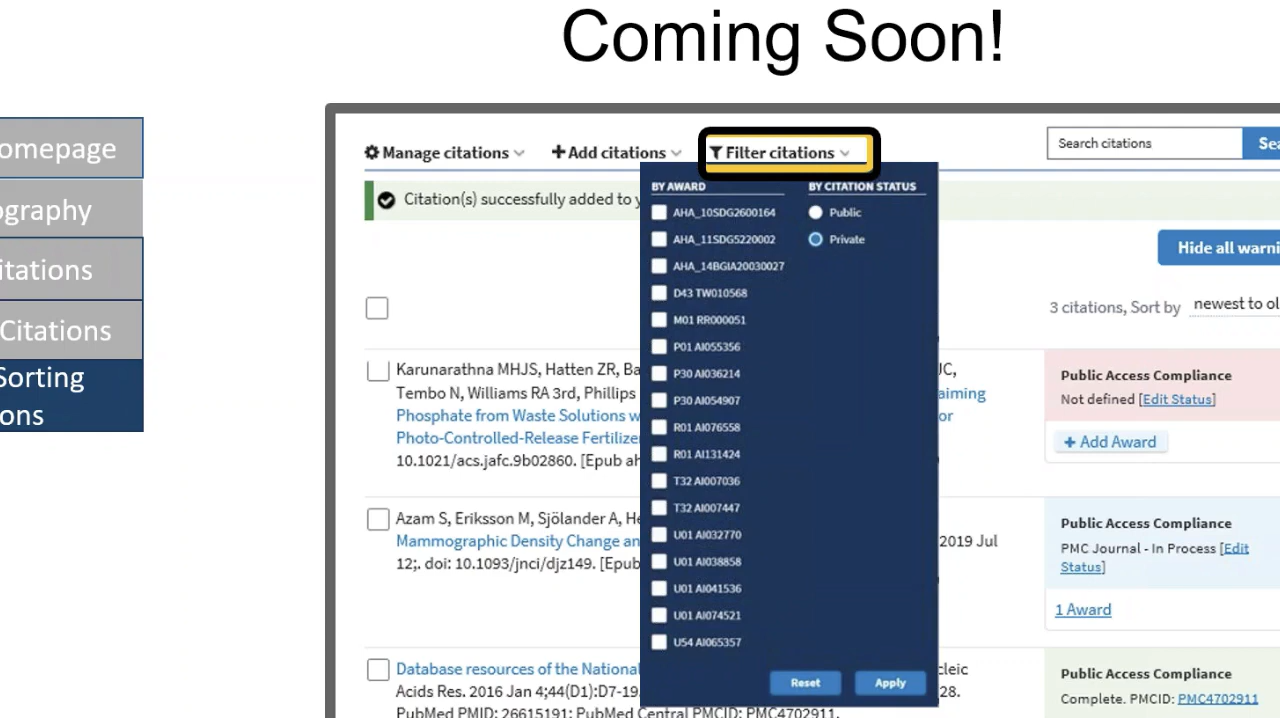 Coming Soon!
omepage
ography
itations
Citations
Sorting
ons
Manage citations
Add citations
Filter citations
Search citations
Sea
Citation(s) successfully added to y
BY AWARD
AHA_10SDG2600164
AHA_11SDG5220002
AHA_14BGIA20030027
D43 TW010568
M01 RR000051
P01 AI055356
P30 AI036214
P30 AI054907
R01 AI076558
R01 AI131424
T32 AI007036
T32 AI007447
U01 AI032770
U01 AI038858
U01 AI041536
U01 AI074521
U54 AI065357
BY CITATION STATUS
Public
Private
Reset
Apply
Hide all warni
3 citations, Sort by newest to ol
Karunarathna MHJS, Hatten ZR, Ba JC,
Tembo N, Williams RA 3rd, Phillips aiming
Phosphate from Waste Solutions w or
Photo-Controlled-Release Fertilize
10.1021/acs.jafc.9b02860. [Epub ah
Public Access Compliance
Not defined [Edit Status]
+ Add Award
Azam S, Eriksson M, Sjölander A, He
Mammographic Density Change an 2019 Jul
12;. doi: 10.1093/jnci/djz149. [Epub
Public Access Compliance
PMC Journal - In Process [Edit
Status]
1 Award
Database resources of the National cleic
Acids Res. 2016 Jan 4;44(D1):D7-19. 28.
PubMed PMID: 26615191; PubMed Central PMCID: PMC4702911.
Public Access Compliance
Complete. PMCID: PMC4702911